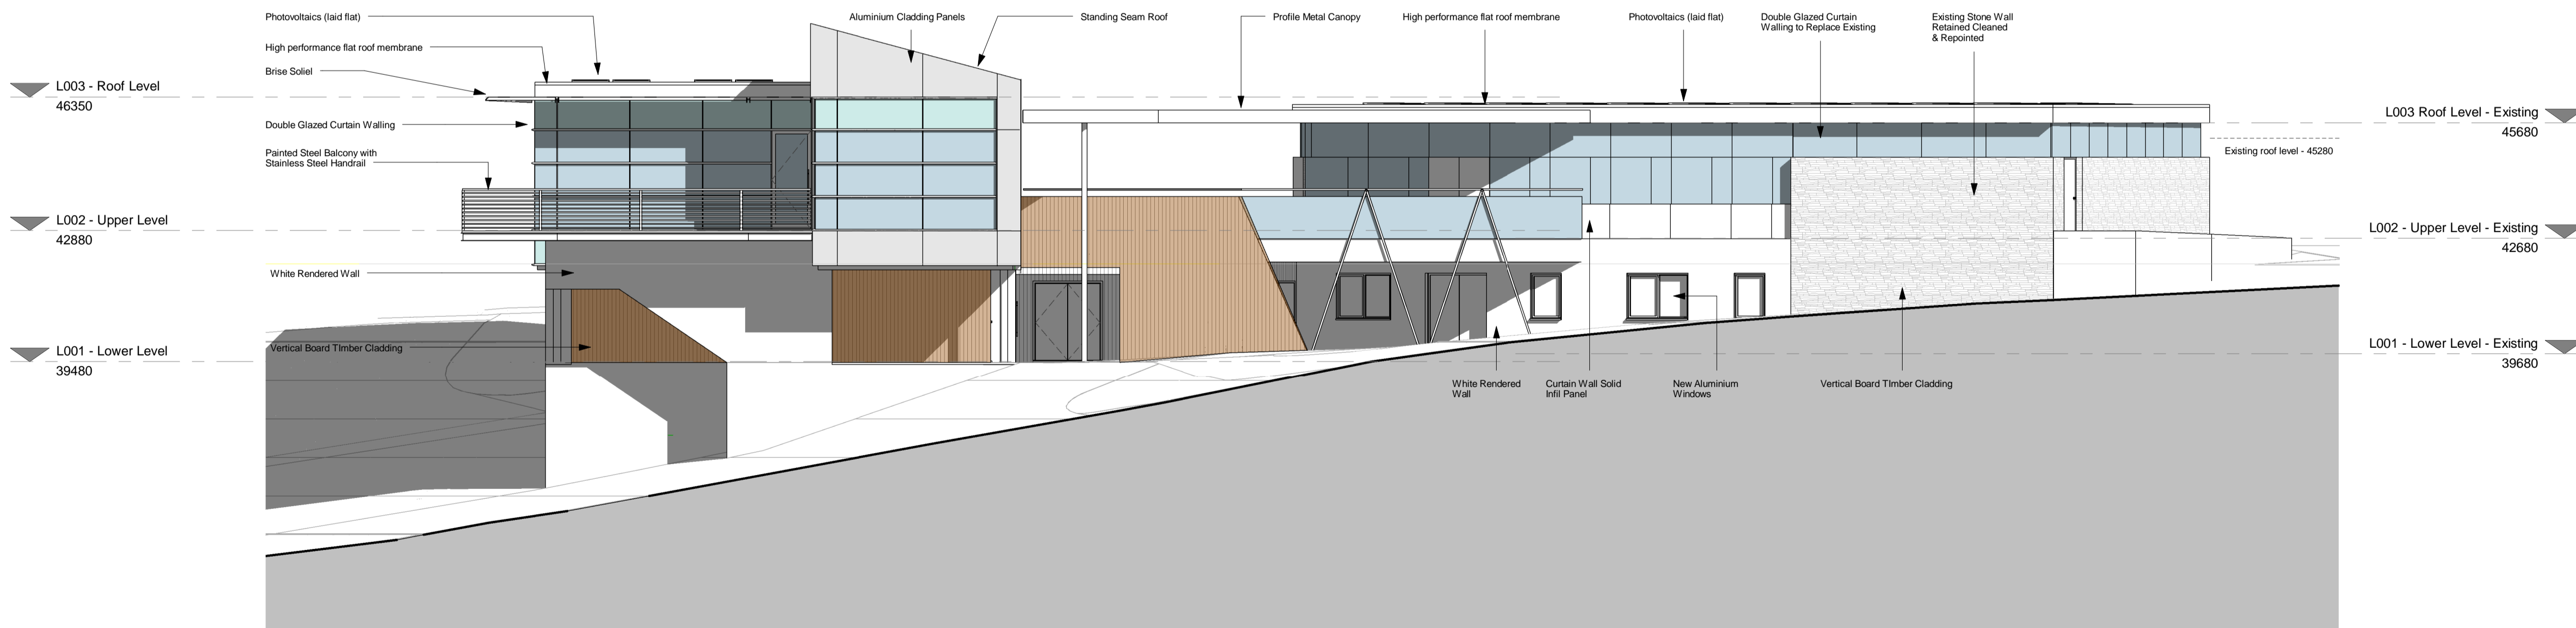 Photovoltaics (laid flat)
Aluminium Cladding Panels
Standing Seam Roof
Profile Metal Canopy
High performance flat roof membrane
Photovoltaics (laid flat)
Double Glazed Curtain
Walling to Replace Existing
Existing Stone Wall
Retained Cleaned
& Repointed
High performance flat roof membrane
Brise Soliel
L003 - Roof Level
46350
Double Glazed Curtain Walling
L003 Roof Level - Existing
45680
Existing roof level - 45280
Painted Steel Balcony with
Stainless Steel Handrail
L002 - Upper Level
42880
L002 - Upper Level - Existing
42680
White Rendered Wall
L001 - Lower Level
39480
Vertical Board TImber Cladding
L001 - Lower Level - Existing
39680
White Rendered
Wall
Curtain Wall Solid
Infil Panel
New Aluminium
Windows
Vertical Board TImber Cladding